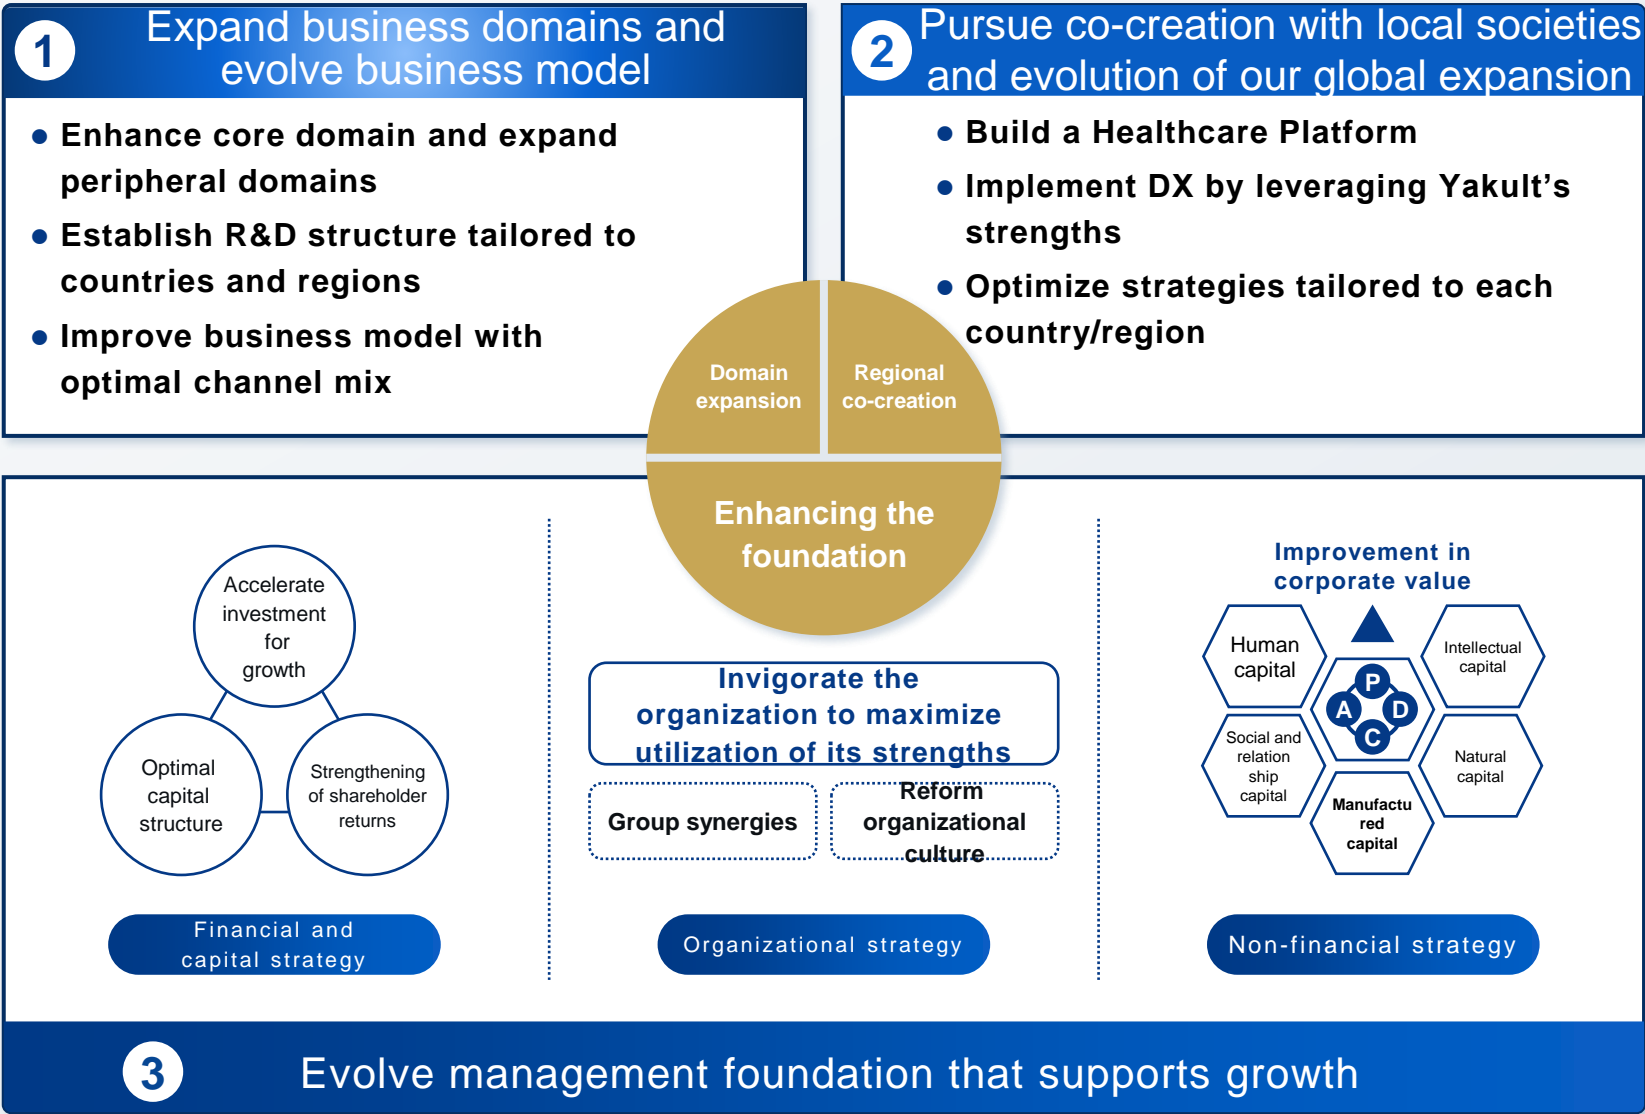 1
Expand business domains and
evolve business model
● Enhance core domain and expand
peripheral domains
● Establish R&D structure tailored to
countries and regions
● Improve business model with
optimal channel mix
2
Pursue co-creation with local societies
and evolution of our global expansion
● Build a Healthcare Platform
● Implement DX by leveraging Yakult’s
strengths
● Optimize strategies tailored to each
country/region
Domain
expansion
Regional
co-creation
Enhancing the
foundation
Accelerate
investment
for
growth
Optimal
capital
structure
Strengthening
of shareholder
returns
Financial and
capital strategy
Invigorate the
organization to maximize
utilization of its strengths
Group synergies
Reform
organizational
culture
Organizational strategy
Improvement in
corporate value
Human
capital
Intellectual
capital
P
A
D
C
Social and
relation
ship
capital
Natural
capital
Manufactu
red
capital
Non-financial strategy
3
Evolve management foundation that supports growth